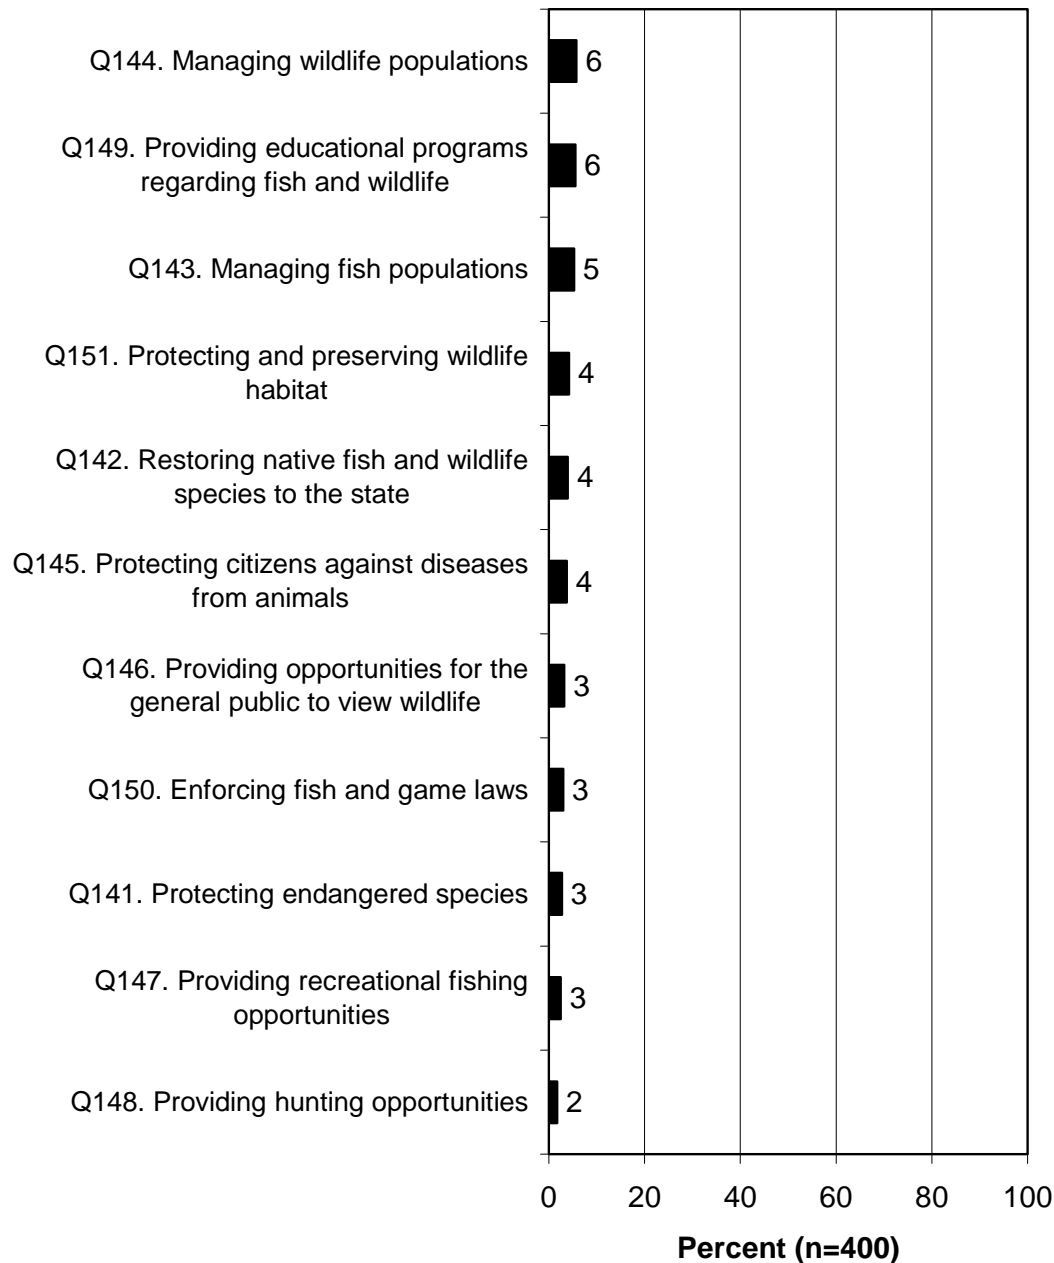 Q144. Managing wildlife populations 6
Q149. Providing educational programs
regarding fish and wildlife 6
Q143. Managing fish populations 5
Q151. Protecting and preserving wildlife
habitat 4
Q142. Restoring native fish and wildlife
species to the state 4
Q145. Protecting citizens against diseases
from animals 4
Q146. Providing opportunities for the
general public to view wildlife 3
Q150. Enforcing fish and game laws 3
Q141. Protecting endangered species 3
Q147. Providing recreational fishing
opportunities 3
Q148. Providing hunting opportunities 2
0 20 40 60 80 100
Percent (n=400)